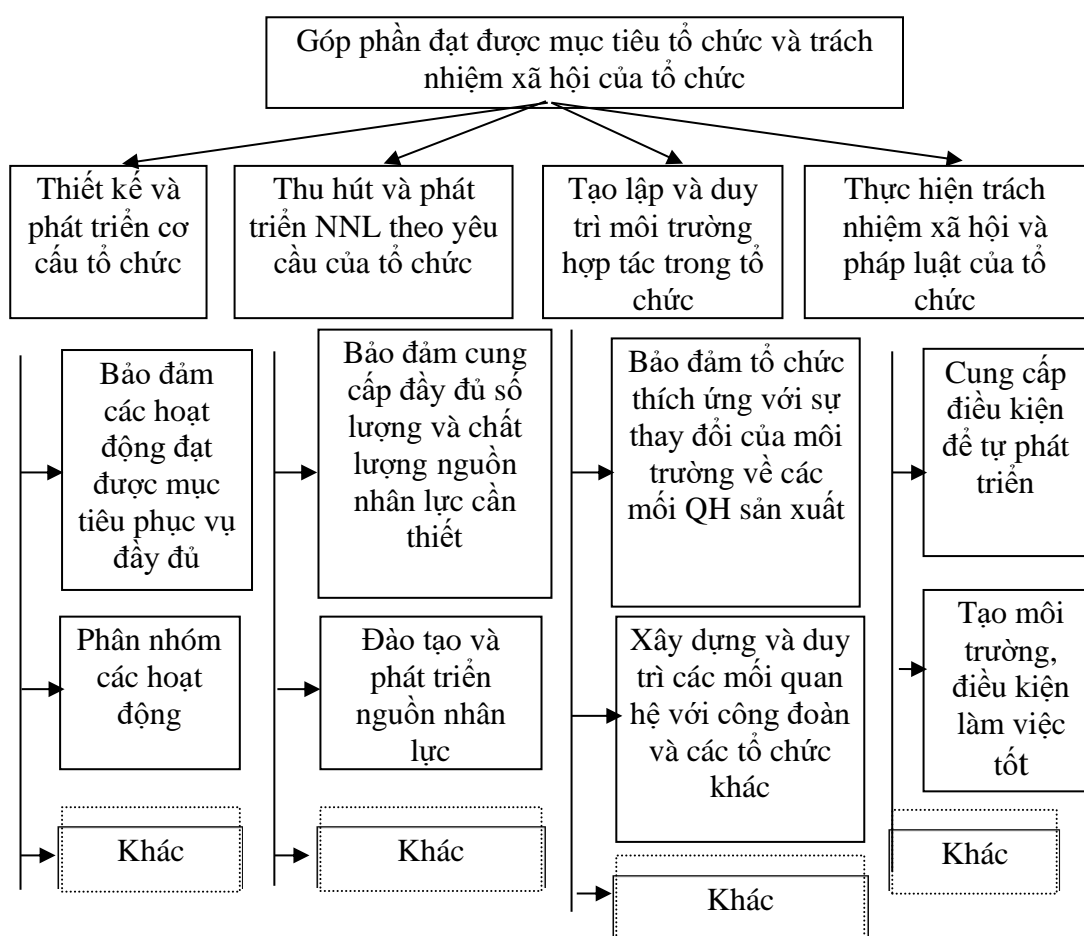 Góp phần đạt được mục tiêu tổ chức và trách
nhiệm xã hội của tổ chức
Thiết kế và
phát triển cơ
cấu tổ chức
Thu hút và phát
triển NNL theo yêu
cầu của tổ chức
Tạo lập và duy
trì môi trường
hợp tác trong tổ
chức
Thực hiện trách
nhiệm xã hội và
pháp luật của tổ
chức
Bảo đảm
các hoạt
động đạt
được mục
tiêu phục vụ
đầy đủ
Phân nhóm
các hoạt
động
Khác
Bảo đảm cung
cấp đầy đủ số
lượng và chất
lượng nguồn
nhân lực cần
thiết
Đào tạo và
phát triển
nguồn nhân
lực
Khác
Bảo đảm tổ chức
thích ứng với sự
thay đổi của môi
trường về các
mối QH sản xuất
Xây dựng và duy
trì các mối quan
hệ với công đoàn
và các tổ chức
khác
Khác
Cung cấp
điều kiện
để tự phát
triển
Tạo môi
trường,
điều kiện
làm việc
tốt
Khác